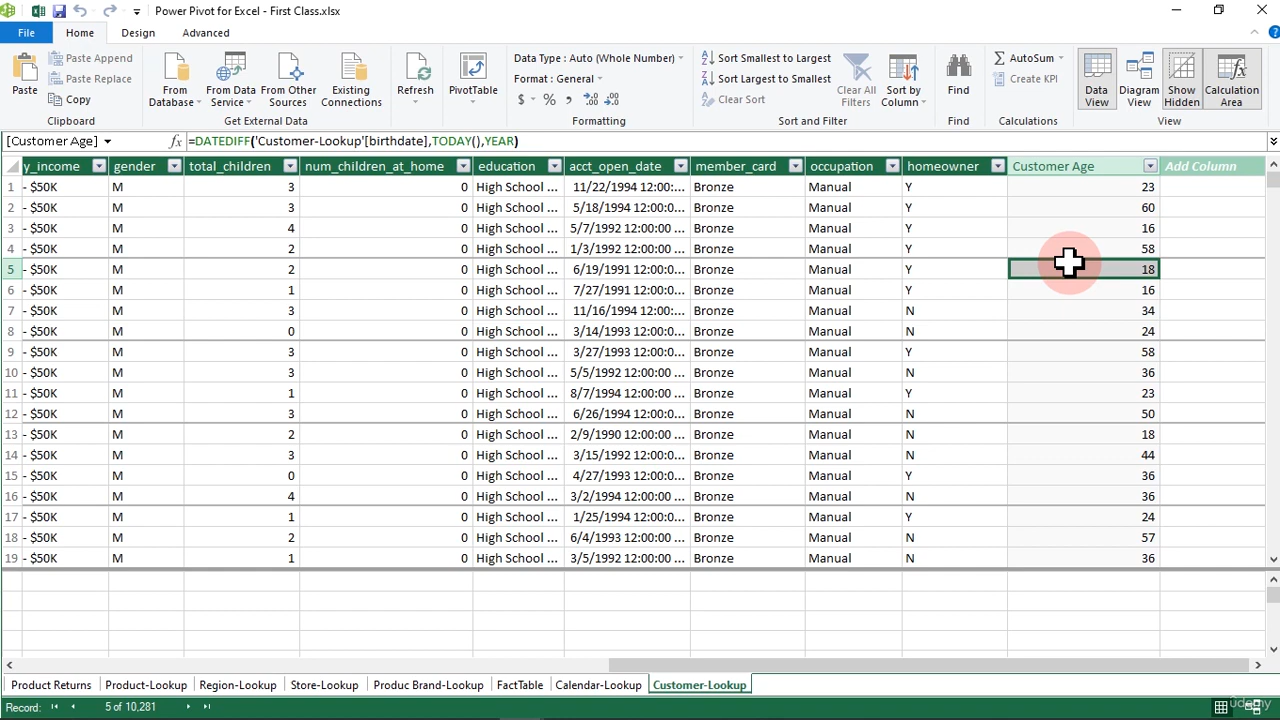 Power Pivot for Excel - First Class.xlsx
File Home Design Advanced
Paste
Paste Append
Paste Replace
Copy
Clipboard
From Database
From Data Service
From Other Sources
Existing Connections
Get External Data
Refresh
PivotTable
Data Type : Auto (Whole Number)
Format : General
$ % ,
Formatting
Sort Smallest to Largest
Sort Largest to Smallest
Clear Sort
Clear All Filters
Sort by Column
Sort and Filter
Find
Find
AutoSum
Create KPI
Calculations
Data View
Diagram View
Show Hidden
Calculation Area
View
[Customer Age] fx =DATEDIFF('Customer-Lookup'[birthdate],TODAY(),YEAR)
y_income gender total_children num_children_at_home education acct_open_date member_card occupation homeowner Customer Age Add Column
1 - $50K M 3 0 High School ... 11/22/1994 12:00:... Bronze Manual Y 23
2 - $50K M 3 0 High School ... 5/18/1994 12:00:0... Bronze Manual Y 60
3 - $50K M 4 0 High School ... 5/7/1992 12:00:00 ... Bronze Manual Y 16
4 - $50K M 2 0 High School ... 1/3/1992 12:00:00 ... Bronze Manual Y 58
5 - $50K M 2 0 High School ... 6/19/1991 12:00:0... Bronze Manual Y 18
6 - $50K M 1 0 High School ... 7/27/1991 12:00:0... Bronze Manual Y 16
7 - $50K M 3 0 High School ... 11/16/1994 12:00:... Bronze Manual N 34
8 - $50K M 0 0 High School ... 3/14/1993 12:00:0... Bronze Manual N 24
9 - $50K M 3 0 High School ... 3/27/1993 12:00:0... Bronze Manual Y 58
10 - $50K M 3 0 High School ... 5/5/1992 12:00:00 ... Bronze Manual N 36
11 - $50K M 1 0 High School ... 8/7/1994 12:00:00 ... Bronze Manual Y 23
12 - $50K M 3 0 High School ... 6/26/1994 12:00:0... Bronze Manual N 50
13 - $50K M 2 0 High School ... 2/9/1990 12:00:00 ... Bronze Manual N 18
14 - $50K M 3 0 High School ... 3/15/1992 12:00:0... Bronze Manual N 44
15 - $50K M 0 0 High School ... 4/27/1993 12:00:0... Bronze Manual Y 36
16 - $50K M 4 0 High School ... 3/2/1994 12:00:00 ... Bronze Manual N 36
17 - $50K M 1 0 High School ... 1/25/1994 12:00:0... Bronze Manual Y 24
18 - $50K M 2 0 High School ... 6/4/1993 12:00:00 ... Bronze Manual N 57
19 - $50K M 1 0 High School ... 3/5/1992 12:00:00 ... Bronze Manual N 36
Product Returns Product-Lookup Region-Lookup Store-Lookup Produc Brand-Lookup FactTable Calendar-Lookup Customer-Lookup
Record: 5 of 10,281
ûdemy